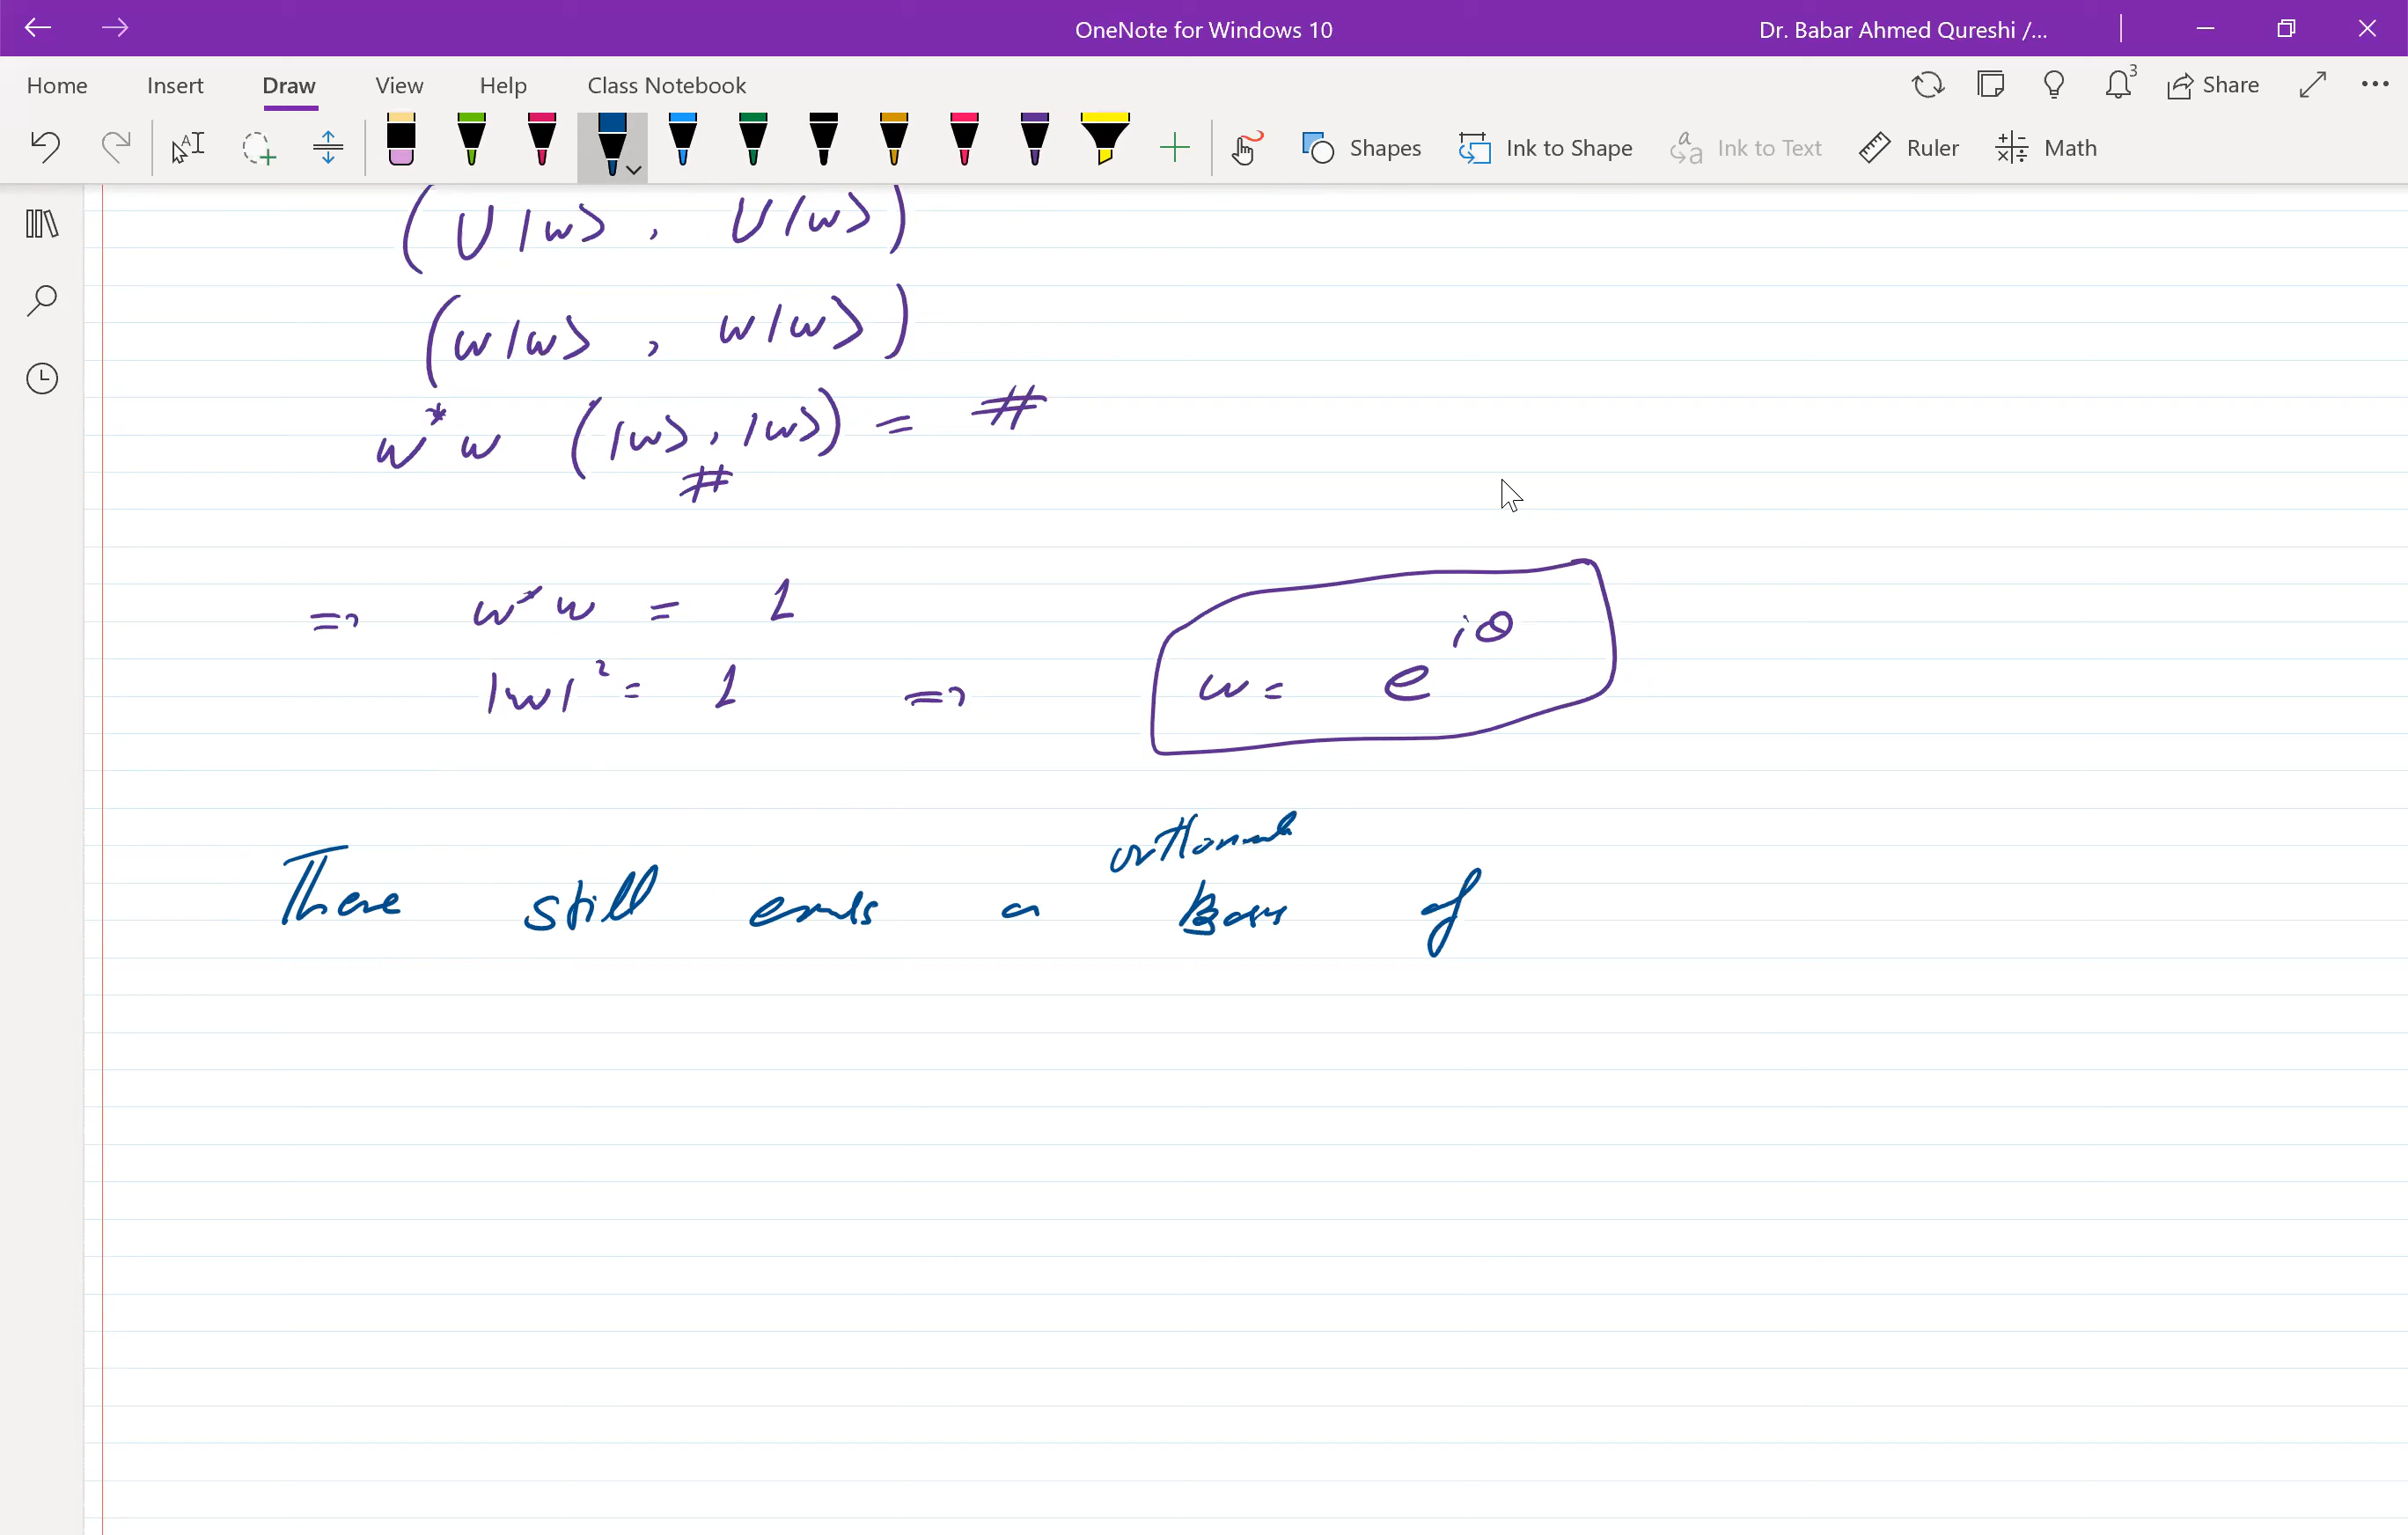 OneNote for Windows 10 Dr. Babar Ahmed Qureshi /...
Home Insert Draw View Help Class Notebook 3 Share
Shapes Ink to Shape Ink to Text Ruler Math
(U|w⟩, U|w⟩)
(w|w⟩, w|w⟩)
w* w (|w⟩, |w⟩) = #
#
=> w* w = 1
|w|² = 1 => w = e^{iθ}
orthonormal
There still exists a Basis of